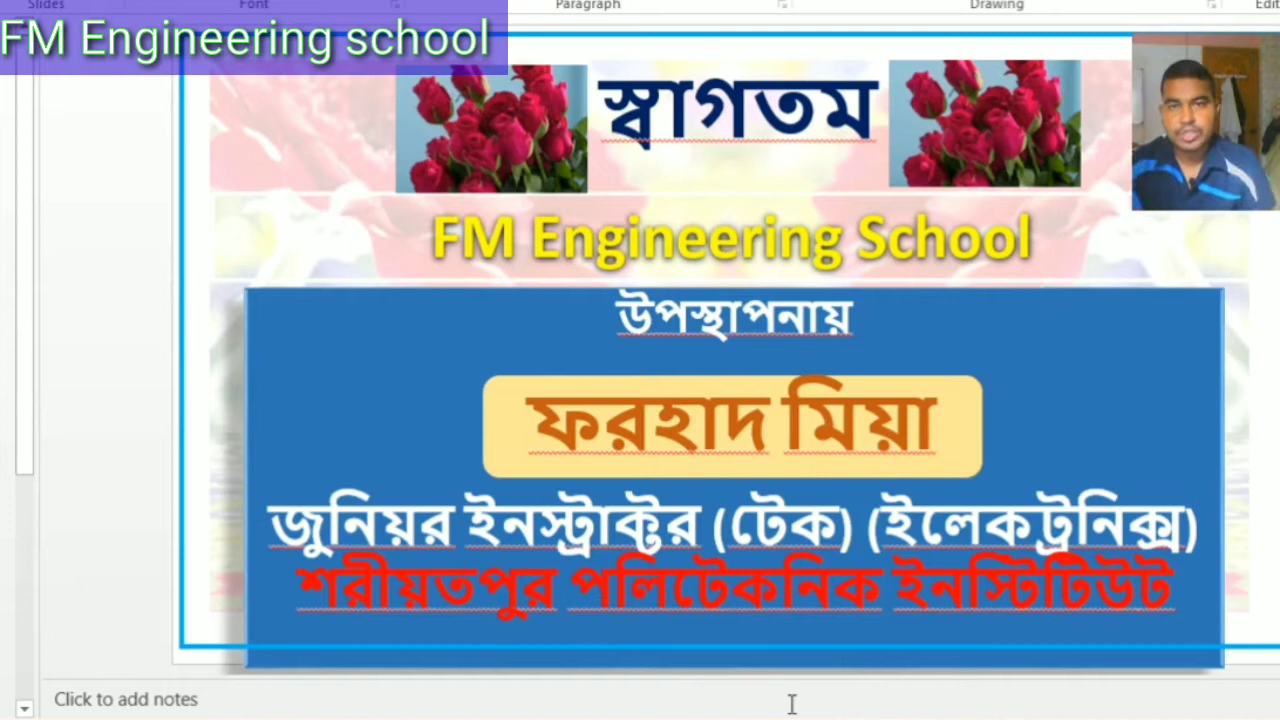 Slides Font Paragraph Drawing
FM Engineering school
স্বাগতম
FM Engineering School
উপস্থাপনায়
ফরহাদ মিয়া
জুনিয়র ইনস্ট্রাক্টর (টেক) (ইলেকট্রনিক্স)
শরীয়তপুর পলিটেকনিক ইনস্টিটিউট
Click to add notes